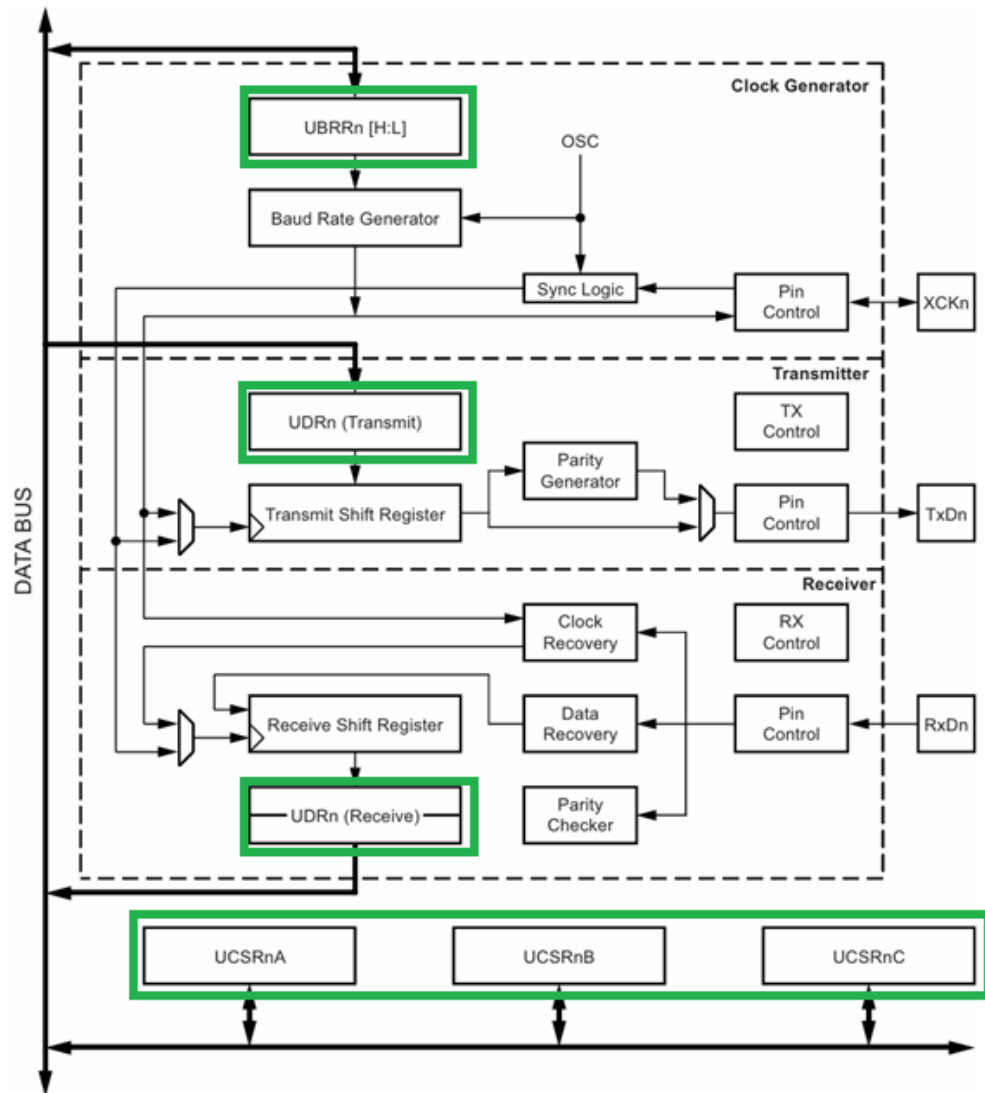 Clock Generator
UBRRn [H:L]
OSC
Baud Rate Generator
Sync Logic
Pin
Control
XCKn
Transmitter
UDRn (Transmit)
TX
Control
Parity
Generator
Transmit Shift Register
Pin
Control
TxDn
DATA BUS
Receiver
Clock
Recovery
RX
Control
Receive Shift Register
Data
Recovery
Pin
Control
RxDn
UDRn (Receive)
Parity
Checker
UCSRnA
UCSRnB
UCSRnC